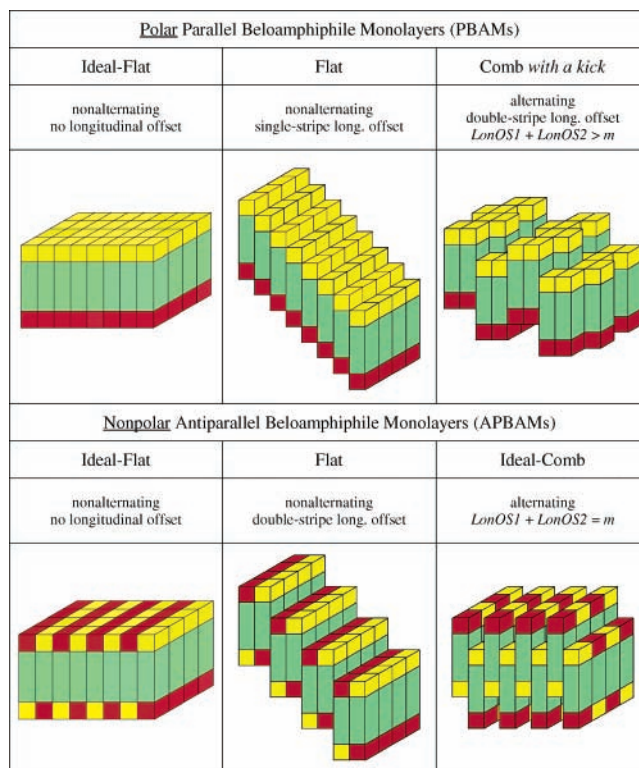 Polar Parallel Beloamphiphile Monolayers (PBAMs)
Ideal-Flat
Flat
Comb with a kick
nonalternating
no longitudinal offset
nonalternating
single-stripe long. offset
alternating
double-stripe long. offset
LonOS1 + LonOS2 > m
Nonpolar Antiparallel Beloamphiphile Monolayers (APBAMs)
Ideal-Flat
Flat
Ideal-Comb
nonalternating
no longitudinal offset
nonalternating
double-stripe long. offset
alternating
LonOS1 + LonOS2 = m